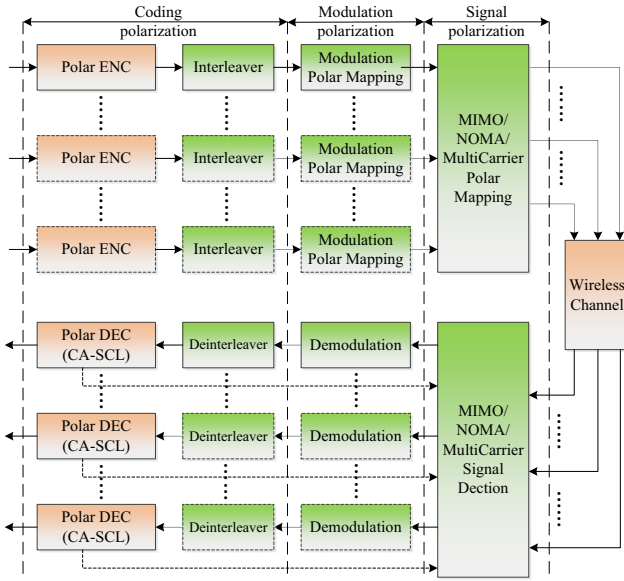 Coding
polarization
Modulation
polarization
Signal
polarization
Polar ENC
Interleaver
Modulation
Polar Mapping
Polar ENC
Interleaver
Modulation
Polar Mapping
Polar ENC
Interleaver
Modulation
Polar Mapping
MIMO/
NOMA/
MultiCarrier
Polar
Mapping
Wireless
Channel
Polar DEC
(CA-SCL)
Deinterleaver
Demodulation
Polar DEC
(CA-SCL)
Deinterleaver
Demodulation
Polar DEC
(CA-SCL)
Deinterleaver
Demodulation
MIMO/
NOMA/
MultiCarrier
Signal
Dection